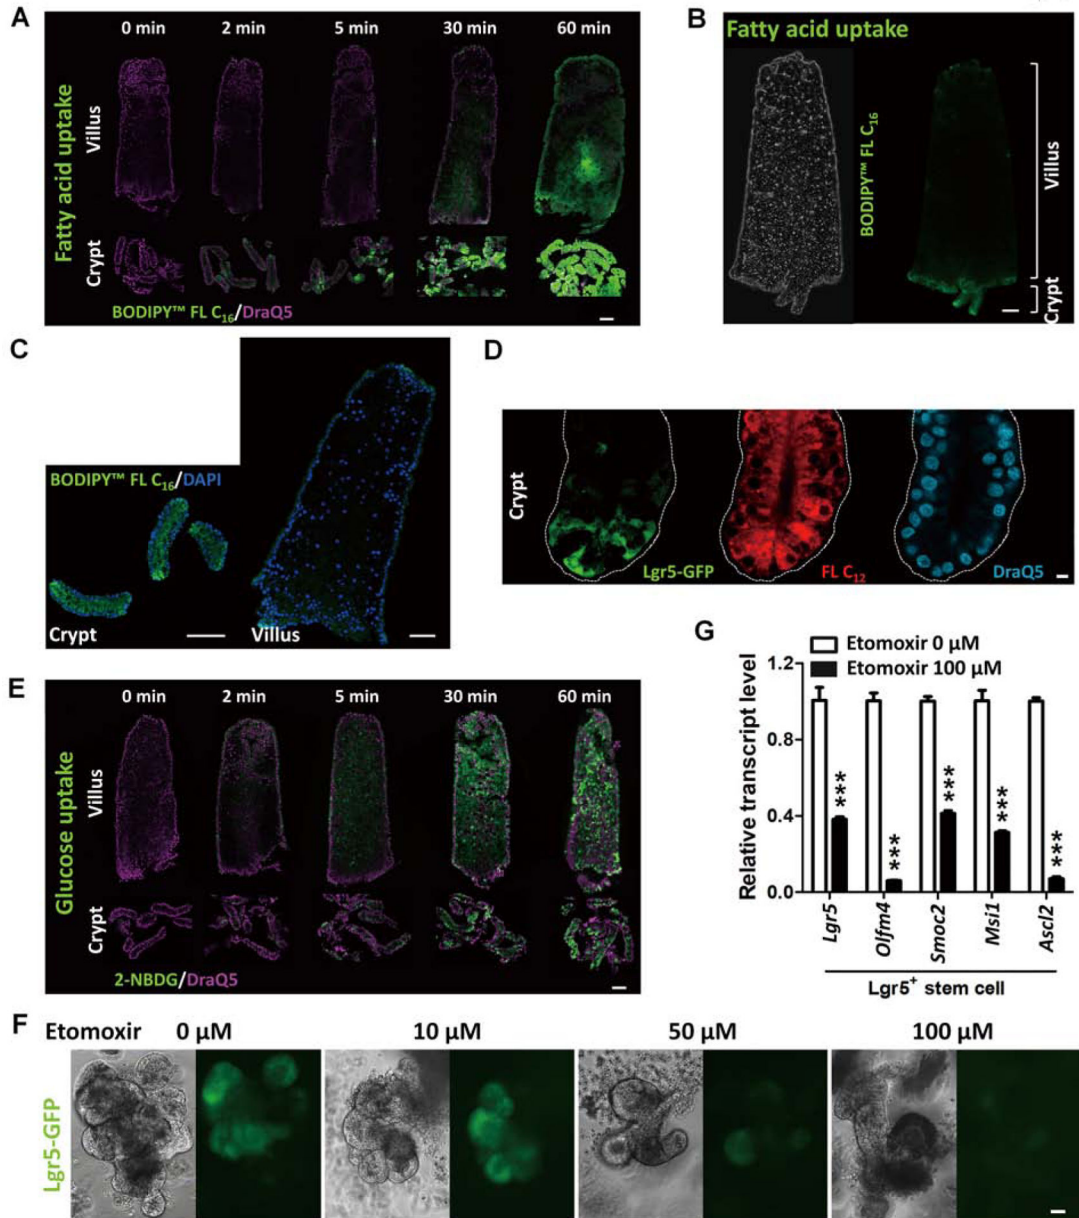 A
0 min 2 min 5 min 30 min 60 min
Fatty acid uptake
Villus
Crypt
BODIPY™ FL C₁₆/DraQ5
B
Fatty acid uptake
BODIPY™ FL C₁₆
Villus
Crypt
C
BODIPY™ FL C₁₆/DAPI
Crypt
Villus
D
Crypt
Lgr5-GFP
FL C₁₂
DraQ5
E
0 min 2 min 5 min 30 min 60 min
Glucose uptake
Villus
Crypt
2-NBDG/DraQ5
G
Etomoxir 0 μM
Etomoxir 100 μM
Relative transcript level
1.2
0.8
0.4
0.0
***
***
***
***
***
Lgr5
Olfm4
Smoc2
Msi1
Ascl2
Lgr5⁺ stem cell
F
Etomoxir 0 μM 10 μM 50 μM 100 μM
Lgr5-GFP